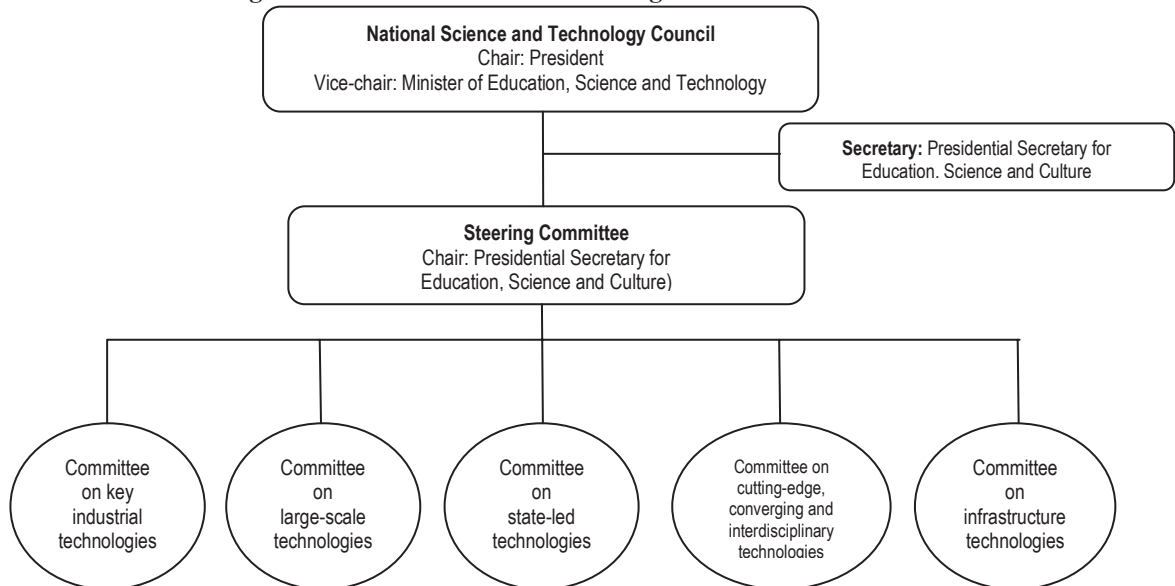 National Science and Technology Council
Chair: President
Vice-chair: Minister of Education, Science and Technology
Secretary: Presidential Secretary for
Education. Science and Culture
Steering Committee
Chair: Presidential Secretary for
Education, Science and Culture)
Committee
on key
industrial
technologies
Committee
on
large-scale
technologies
Committee
on
state-led
technologies
Committee on
cutting-edge,
converging and
interdisciplinary
technologies
Committee
on
infrastructure
technologies